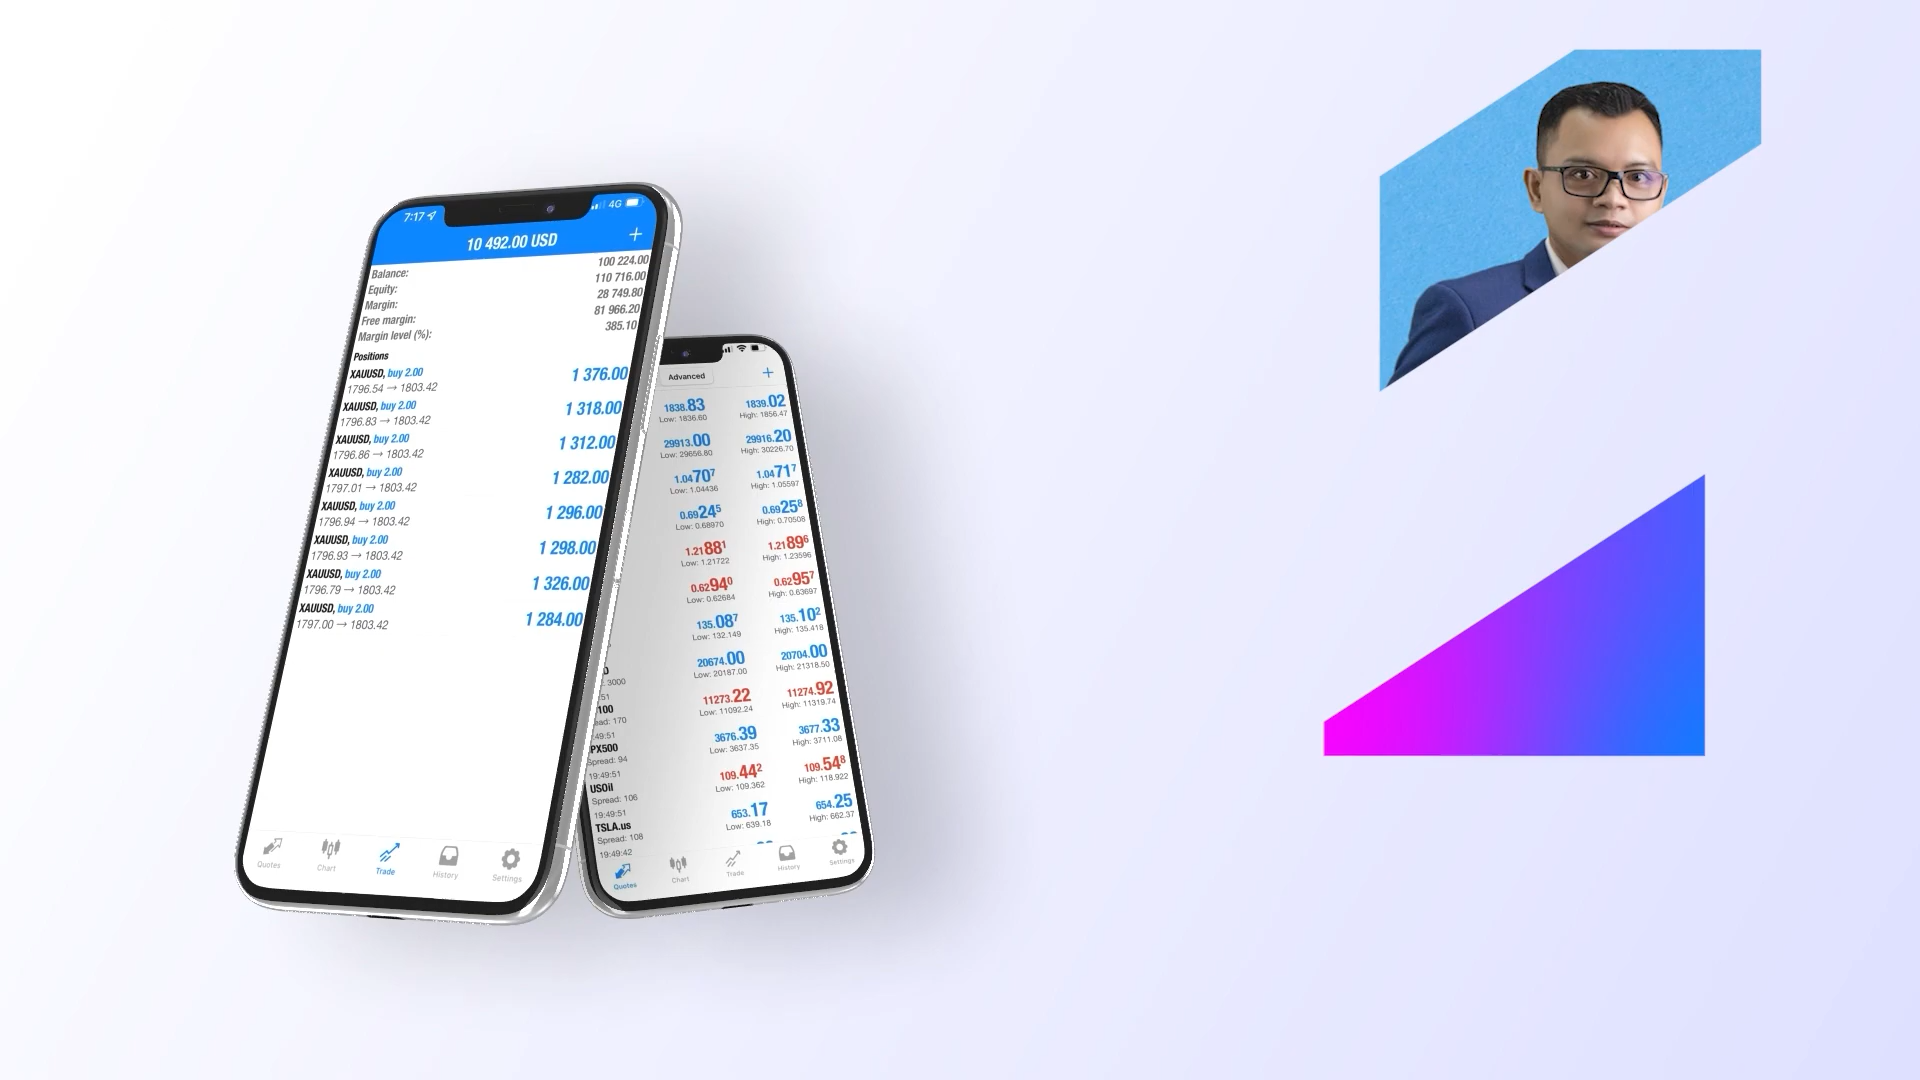 7:17
4G
10 492.00 USD
+
Balance: 100 224.00
Equity: 110 716.00
Margin: 28 749.80
Free margin: 81 966.20
Margin level (%): 385.10
Positions
XAUUSD, buy 2.00 1 376.00
1796.54 → 1803.42
XAUUSD, buy 2.00 1 318.00
1796.83 → 1803.42
XAUUSD, buy 2.00 1 312.00
1796.86 → 1803.42
XAUUSD, buy 2.00 1 282.00
1797.01 → 1803.42
XAUUSD, buy 2.00 1 296.00
1796.94 → 1803.42
XAUUSD, buy 2.00 1 298.00
1796.93 → 1803.42
XAUUSD, buy 2.00 1 326.00
1796.79 → 1803.42
XAUUSD, buy 2.00 1 284.00
1797.00 → 1803.42
Quotes Chart Trade History Settings
Advanced +
1838.83 1839.02
Low: 1836.60 High: 1856.47
29913.00 29916.20
Low: 29656.80 High: 30226.70
1.04707 1.04717
Low: 1.04436 High: 1.05597
0.69245 0.69258
Low: 0.68970 High: 0.70508
1.21881 1.21896
Low: 1.21722 High: 1.23596
0.62940 0.62957
Low: 0.62684 High: 0.63697
135.087 135.102
Low: 132.149 High: 135.418
20674.00 20704.00
: 3000 Low: 20187.00 High: 21318.50
:51
100 11273.22 11274.92
ead: 170 Low: 11092.24 High: 11319.74
:49:51
PX500 3676.39 3677.33
Spread: 94 Low: 3637.35 High: 3711.08
19:49:51
USOil 109.442 109.548
Spread: 106 Low: 109.362 High: 118.922
19:49:51
TSLA.us 653.17 654.25
Spread: 108 Low: 639.18 High: 662.37
19:49:42
Quotes Chart Trade History Settings